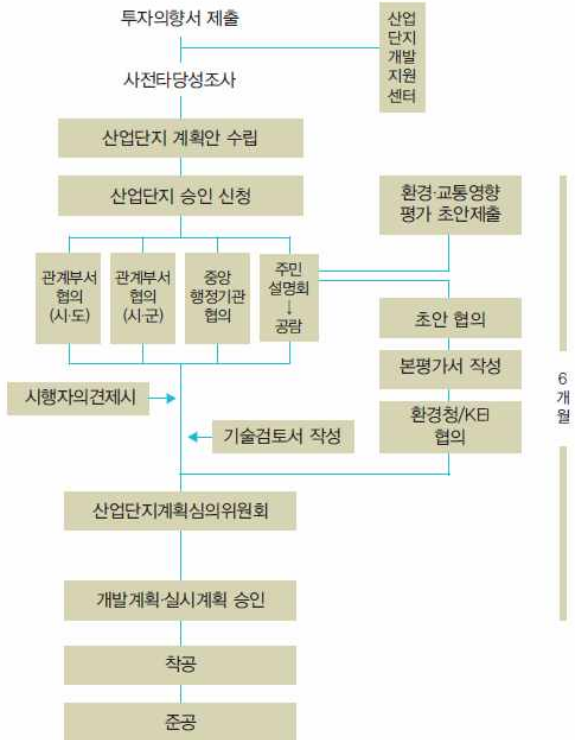 투자의향서 제출
산업
단지
개발
지원
센터
사전타당성조사
산업단지 계획안 수립
산업단지 승인 신청
환경·교통영향
평가 초안제출
관계부서
협의
(시·도)
관계부서
협의
(시·군)
중앙
행정기관
협의
주민
설명회
↓
공람
초안 협의
본평가서 작성
환경청/KEI
협의
시행자의견제시
기술검토서 작성
6
개
월
산업단지계획심의위원회
개발계획·실시계획 승인
착공
준공